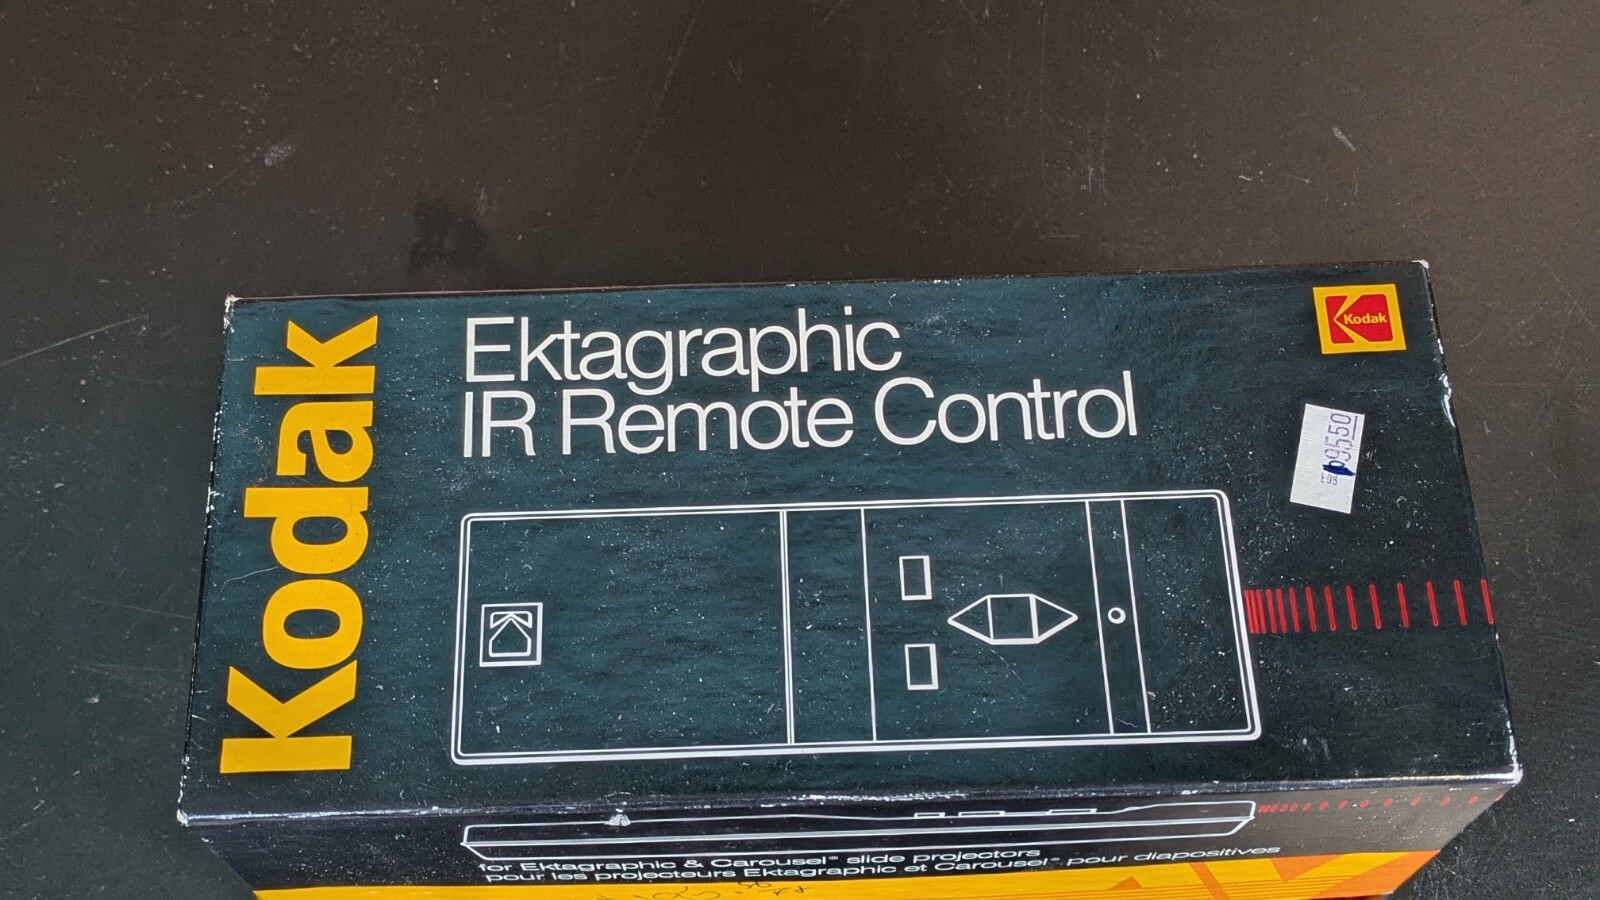 Kodak
Ektagraphic
IR Remote Control
Kodak
9550
for Ektagraphic & Carousel® slide projectors
pour les projecteurs Ektagraphic et Carousel® pour diapositives